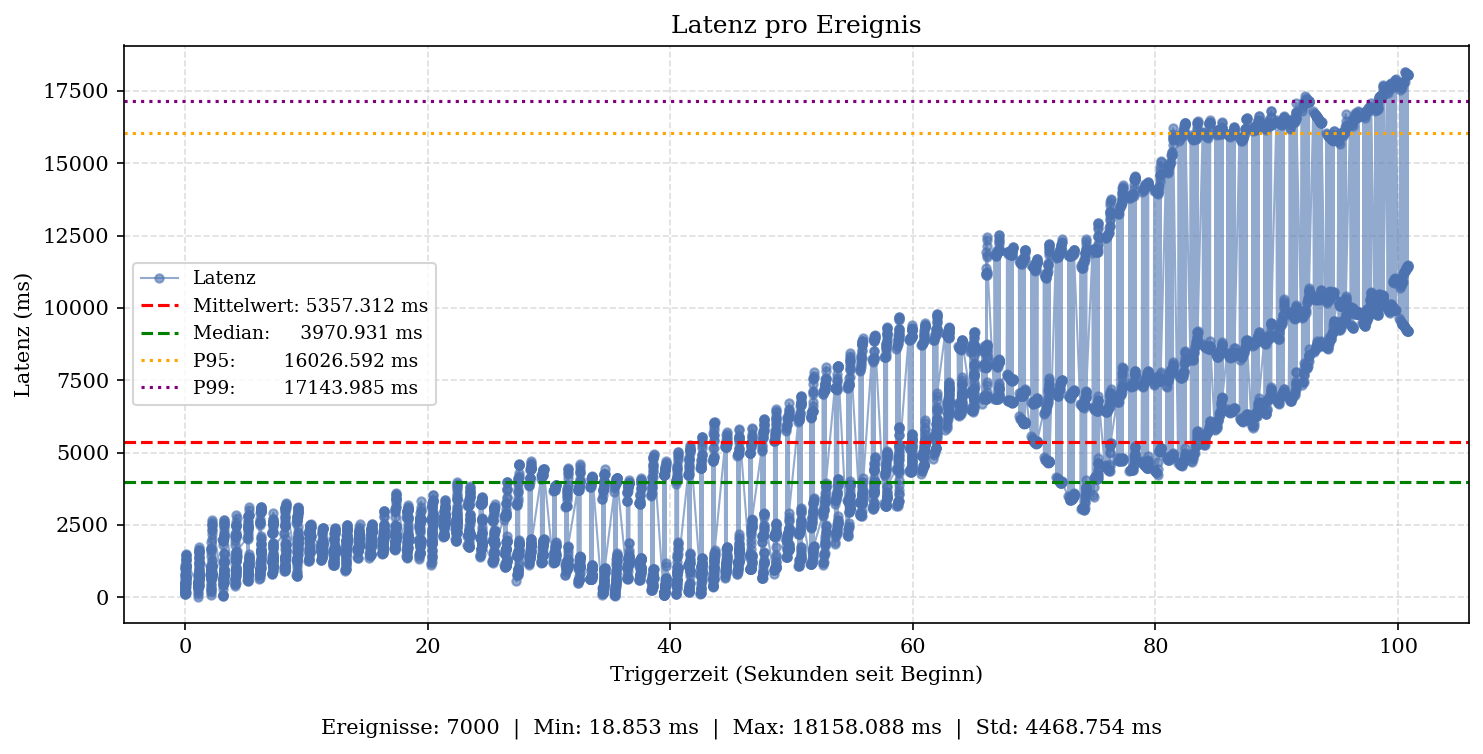 Latenz pro Ereignis
Latenz (ms)
17500
15000
12500
10000
7500
5000
2500
0
Latenz
Mittelwert: 5357.312 ms
Median: 3970.931 ms
P95: 16026.592 ms
P99: 17143.985 ms
0 20 40 60 80 100
Triggerzeit (Sekunden seit Beginn)
Ereignisse: 7000 | Min: 18.853 ms | Max: 18158.088 ms | Std: 4468.754 ms